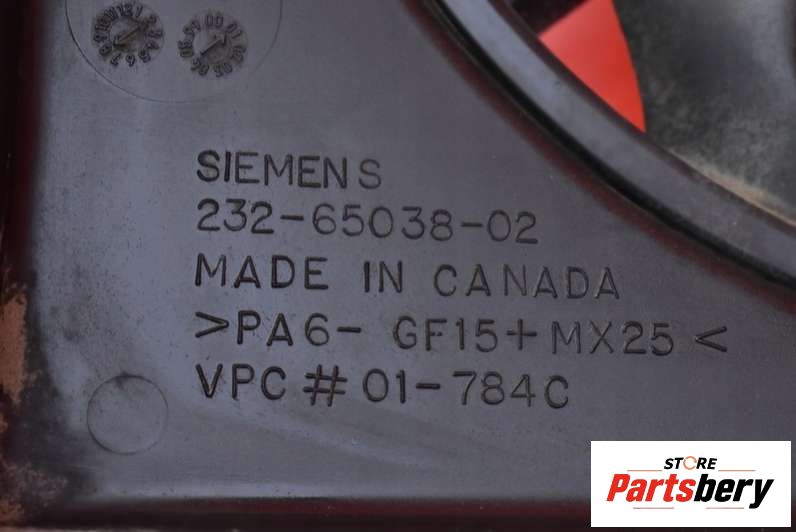 SIEMENS
232-65038-02
MADE IN CANADA
>PA6- GF15+MX25<
VPC # 01-784C
STORE
Partsbery